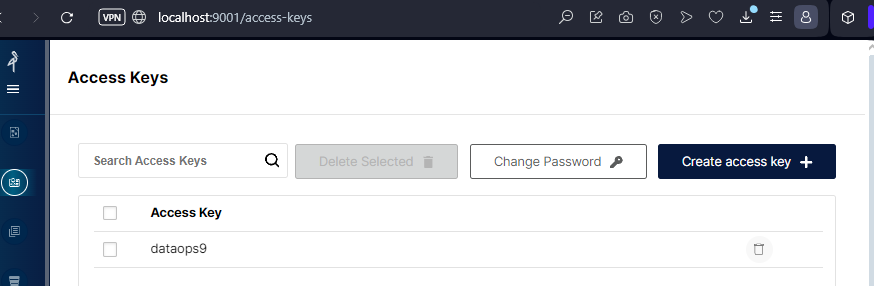 VPN localhost:9001/access-keys
Access Keys
Search Access Keys Delete Selected Change Password Create access key
Access Key
dataops9